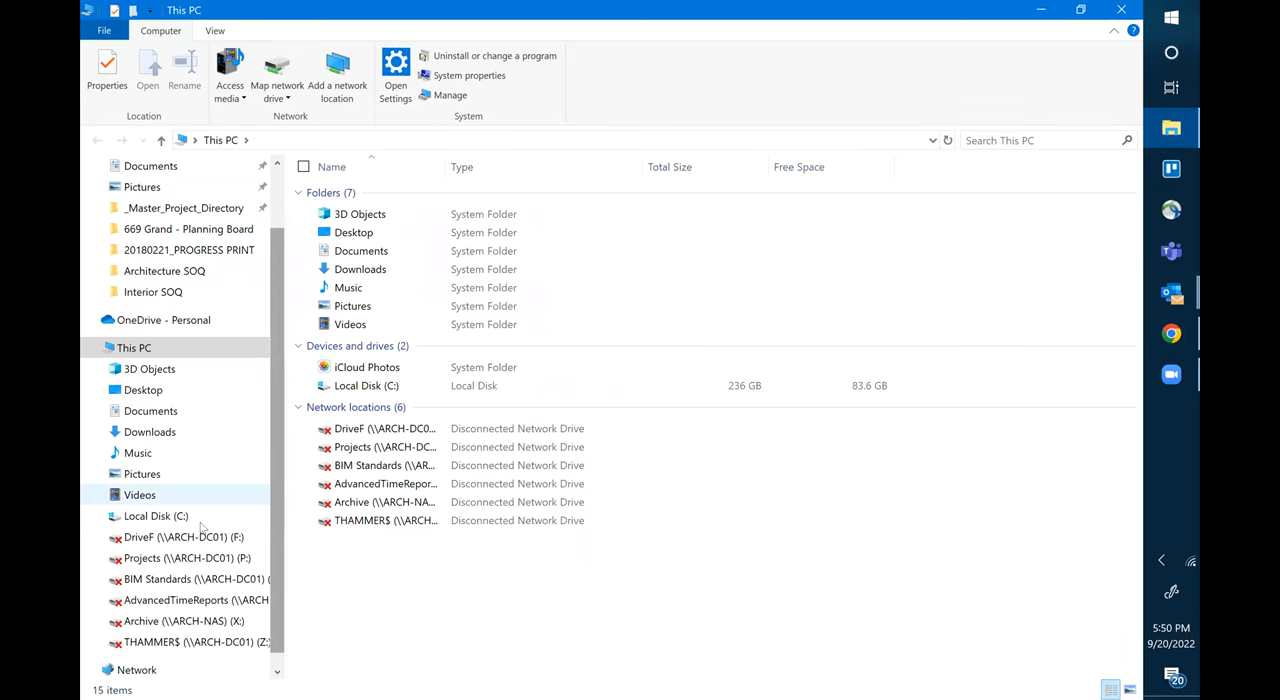 This PC
File Computer View
Properties Open Rename Access media Map network drive Add a network location Open Settings Uninstall or change a program
System properties
Manage
Location Network System
This PC Search This PC
Documents
Pictures
_Master_Project_Directory
669 Grand - Planning Board
20180221_PROGRESS PRINT
Architecture SOQ
Interior SOQ
OneDrive - Personal
This PC
3D Objects
Desktop
Documents
Downloads
Music
Pictures
Videos
Local Disk (C:)
DriveF (\\ARCH-DC01) (F:)
Projects (\\ARCH-DC01) (P:)
BIM Standards (\\ARCH-DC01) (
AdvancedTimeReports (\\ARCH
Archive (\\ARCH-NAS) (X:)
THAMMER$ (\\ARCH-DC01) (Z:)
Network
Name Type Total Size Free Space
Folders (7)
3D Objects System Folder
Desktop System Folder
Documents System Folder
Downloads System Folder
Music System Folder
Pictures System Folder
Videos System Folder
Devices and drives (2)
iCloud Photos System Folder
Local Disk (C:) Local Disk 236 GB 83.6 GB
Network locations (6)
DriveF (\\ARCH-DC0... Disconnected Network Drive
Projects (\\ARCH-DC... Disconnected Network Drive
BIM Standards (\\AR... Disconnected Network Drive
AdvancedTimeRepor... Disconnected Network Drive
Archive (\\ARCH-NA... Disconnected Network Drive
THAMMER$ (\\ARCH... Disconnected Network Drive
15 items
5:50 PM
9/20/2022
20